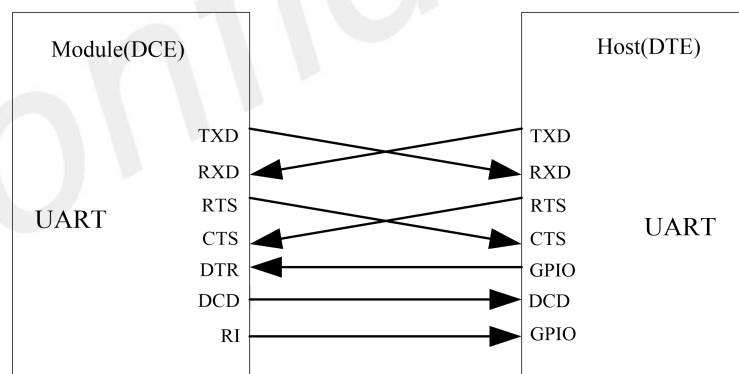 Module(DCE)
Host(DTE)
TXD
TXD
RXD
RXD
RTS
RTS
UART
UART
CTS
CTS
DTR
GPIO
DCD
DCD
RI
GPIO